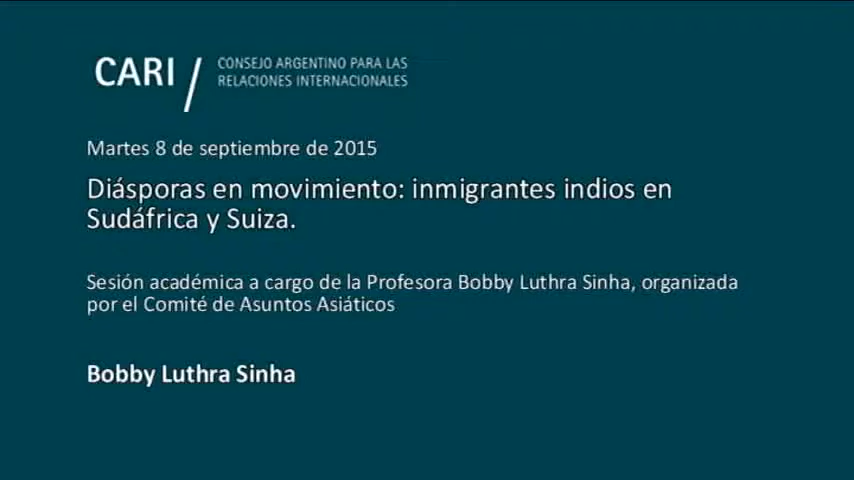 CARI /
CONSEJO ARGENTINO PARA LAS
RELACIONES INTERNACIONALES
Martes 8 de septiembre de 2015
Diásporas en movimiento: inmigrantes indios en
Sudáfrica y Suiza.
Sesión académica a cargo de la Profesora Bobby Luthra Sinha, organizada
por el Comité de Asuntos Asiáticos
Bobby Luthra Sinha